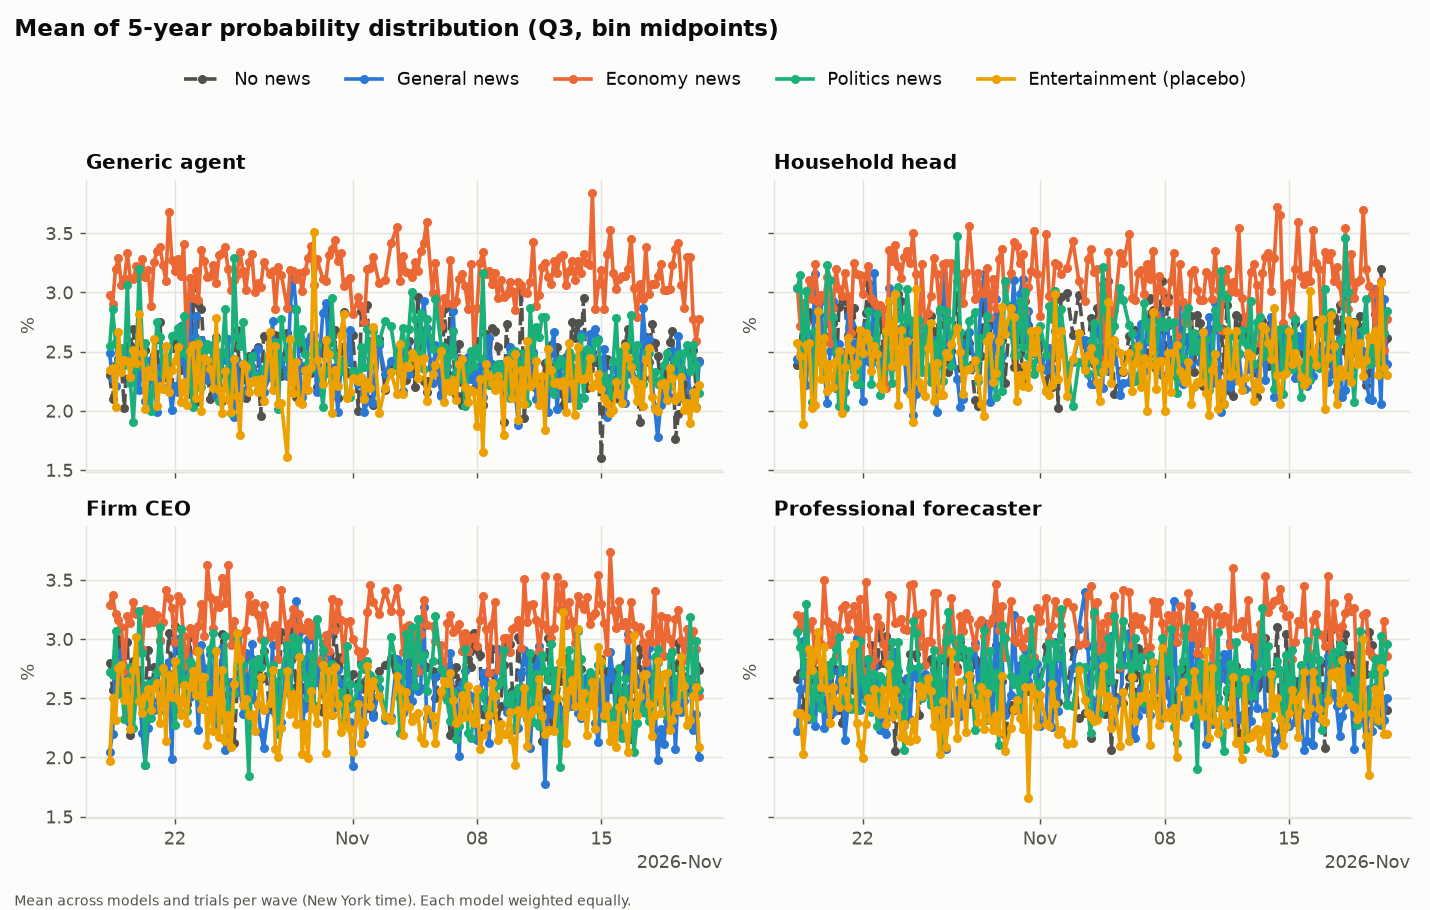 Mean of 5-year probability distribution (Q3, bin midpoints)
No news General news Economy news Politics news Entertainment (placebo)
Generic agent Household head
3.5
3.0
2.5
2.0
1.5
% %
Firm CEO Professional forecaster
3.5
3.0
2.5
2.0
1.5
% %
22 Nov 08 15 22 Nov 08 15
2026-Nov 2026-Nov
Mean across models and trials per wave (New York time). Each model weighted equally.